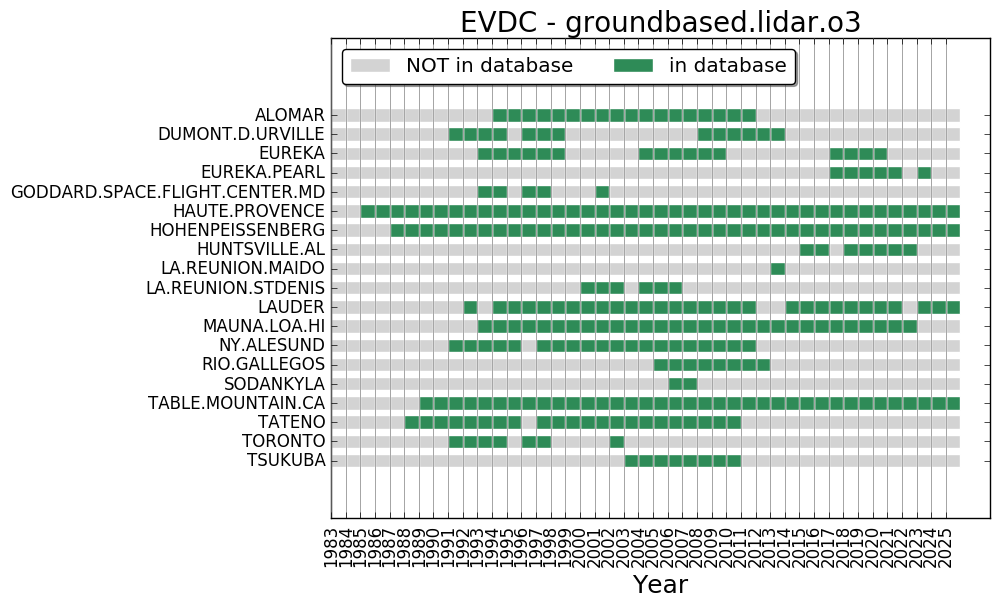 EVDC - groundbased.lidar.o3
NOT in database
in database
ALOMAR
DUMONT.D.URVILLE
EUREKA
EUREKA.PEARL
GODDARD.SPACE.FLIGHT.CENTER.MD
HAUTE.PROVENCE
HOHENPEISSENBERG
HUNTSVILLE.AL
LA.REUNION.MAIDO
LA.REUNION.STDENIS
LAUDER
MAUNA.LOA.HI
NY.ALESUND
RIO.GALLEGOS
SODANKYLA
TABLE.MOUNTAIN.CA
TATENO
TORONTO
TSUKUBA
1983
1984
1985
1986
1987
1988
1989
1990
1991
1992
1993
1994
1995
1996
1997
1998
1999
2000
2001
2002
2003
2004
2005
2006
2007
2008
2009
2010
2011
2012
2013
2014
2015
2016
2017
2018
2019
2020
2021
2022
2023
2024
2025
Year